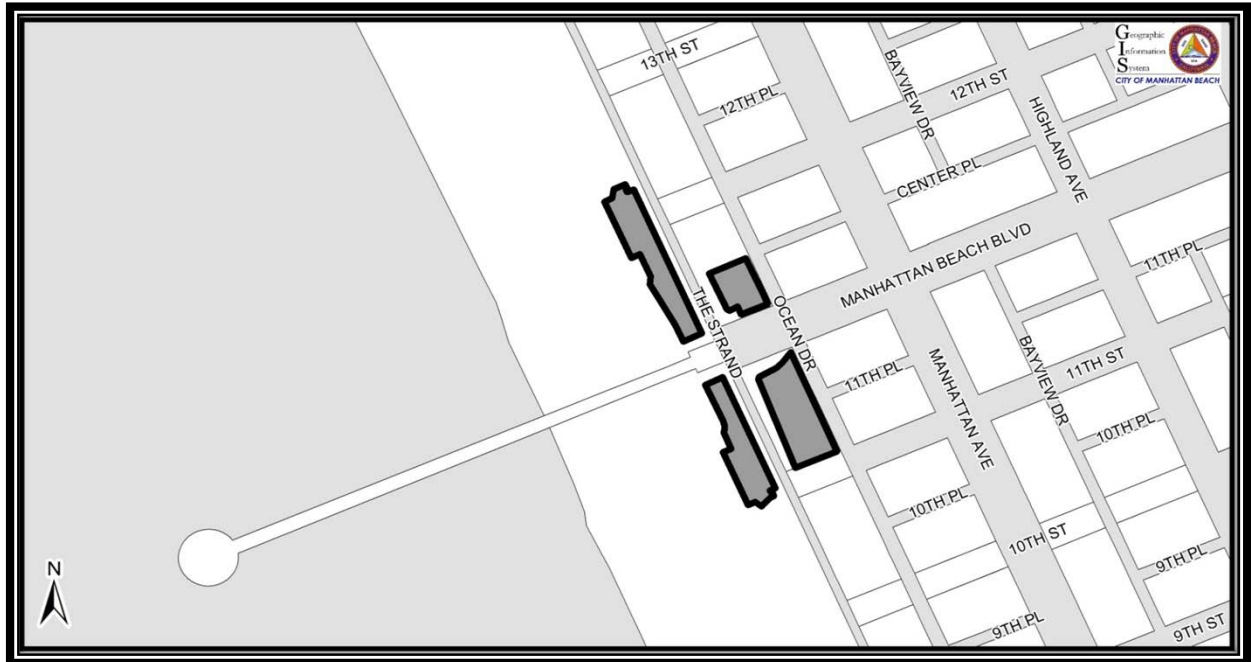 Geographic
Information
System
CITY OF MANHATTAN BEACH
13TH ST
BAYVIEW DR
12TH ST
12TH PL
HIGHLAND AVE
CENTER PL
MANHATTAN BEACH BLVD
11TH PL
THE STRAND
OCEAN DR
11TH PL
MANHATTAN AVE
BAYVIEW DR
11TH ST
10TH PL
10TH PL
10TH ST
9TH PL
9TH PL
9TH ST
N